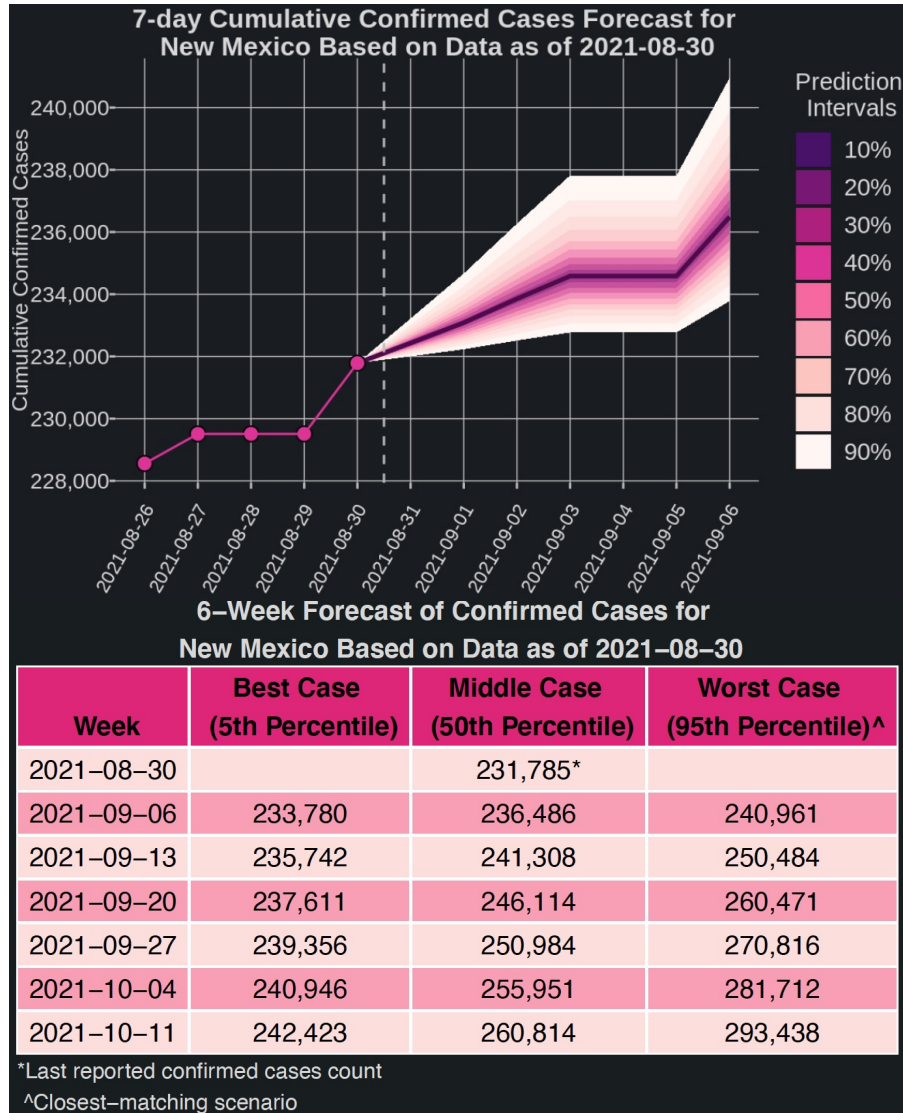 7-day Cumulative Confirmed Cases Forecast for
New Mexico Based on Data as of 2021-08-30
Cumulative Confirmed Cases
240,000
238,000
236,000
234,000
232,000
230,000
228,000
2021-08-26
2021-08-27
2021-08-28
2021-08-29
2021-08-30
2021-08-31
2021-09-01
2021-09-02
2021-09-03
2021-09-04
2021-09-05
2021-09-06
Prediction
Intervals
10%
20%
30%
40%
50%
60%
70%
80%
90%
6–Week Forecast of Confirmed Cases for
New Mexico Based on Data as of 2021–08–30
Best Case Middle Case Worst Case
Week (5th Percentile) (50th Percentile) (95th Percentile)^
2021–08–30 231,785*
2021–09–06 233,780 236,486 240,961
2021–09–13 235,742 241,308 250,484
2021–09–20 237,611 246,114 260,471
2021–09–27 239,356 250,984 270,816
2021–10–04 240,946 255,951 281,712
2021–10–11 242,423 260,814 293,438
*Last reported confirmed cases count
^Closest–matching scenario